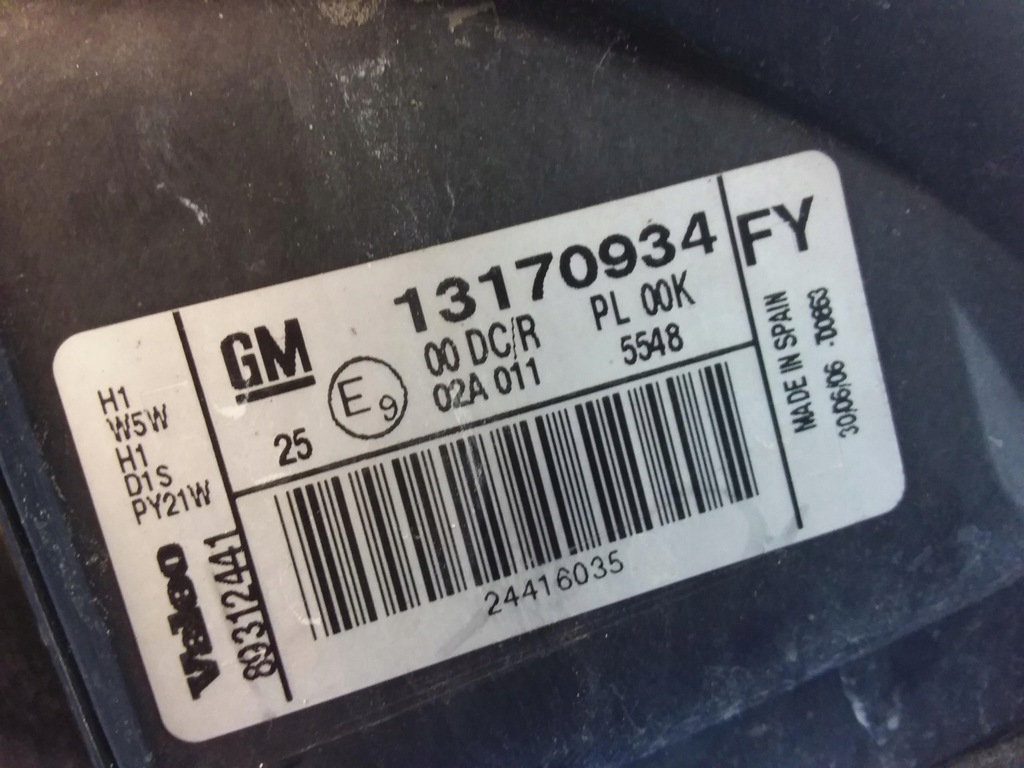 H1
W5W
H1
D1S
PY21W
Valeo
89312441
GM
25
E9
13170934
00 DC/R PL 00K
02A 011 5548
24416035
FY
MADE IN SPAIN
30/06/06 .00863